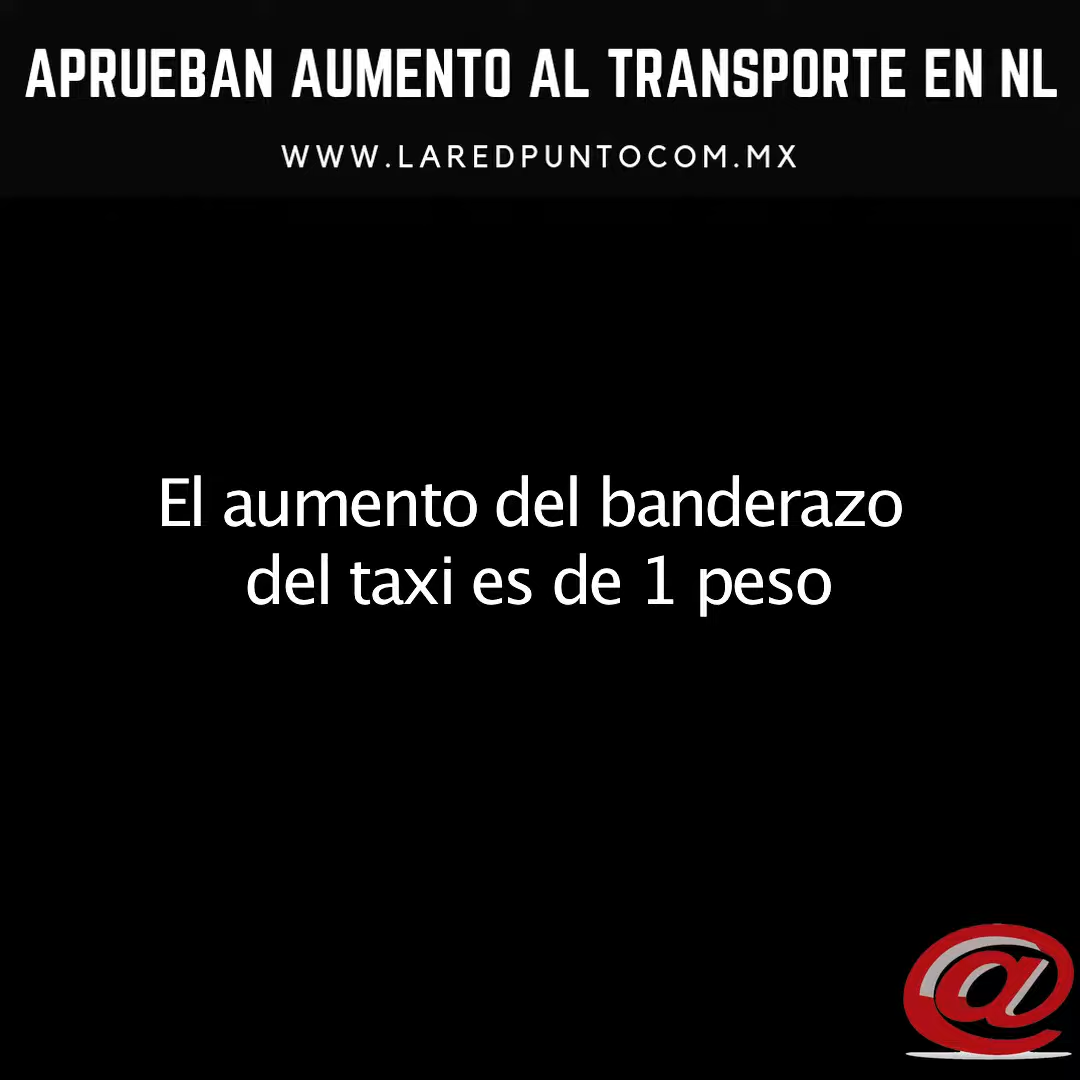 APRUEBAN AUMENTO AL TRANSPORTE EN NL
WWW.LAREDPUNTOCOM.MX
El aumento del banderazo
del taxi es de 1 peso
@